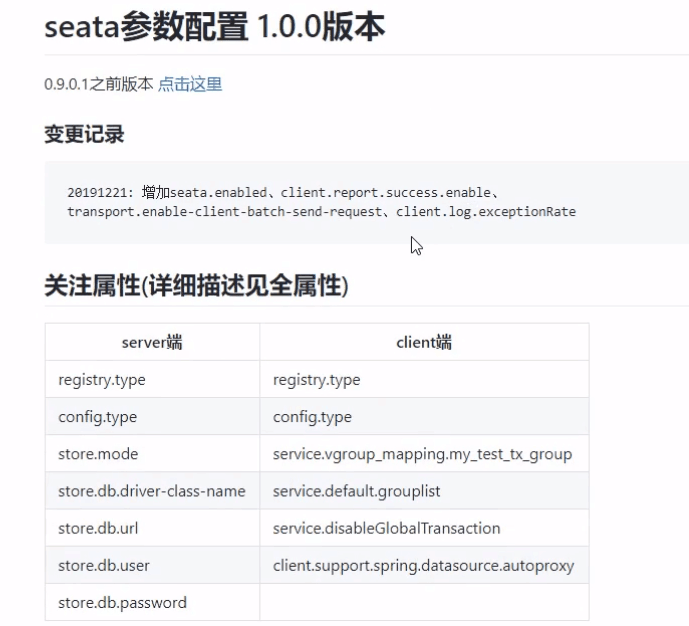 seata参数配置 1.0.0版本
0.9.0.1之前版本 点击这里
变更记录
20191221: 增加seata.enabled、client.report.success.enable、
transport.enable-client-batch-send-request、client.log.exceptionRate
关注属性(详细描述见全属性)
server端 client端
registry.type registry.type
config.type config.type
store.mode service.vgroup_mapping.my_test_tx_group
store.db.driver-class-name service.default.grouplist
store.db.url service.disableGlobalTransaction
store.db.user client.support.spring.datasource.autoproxy
store.db.password